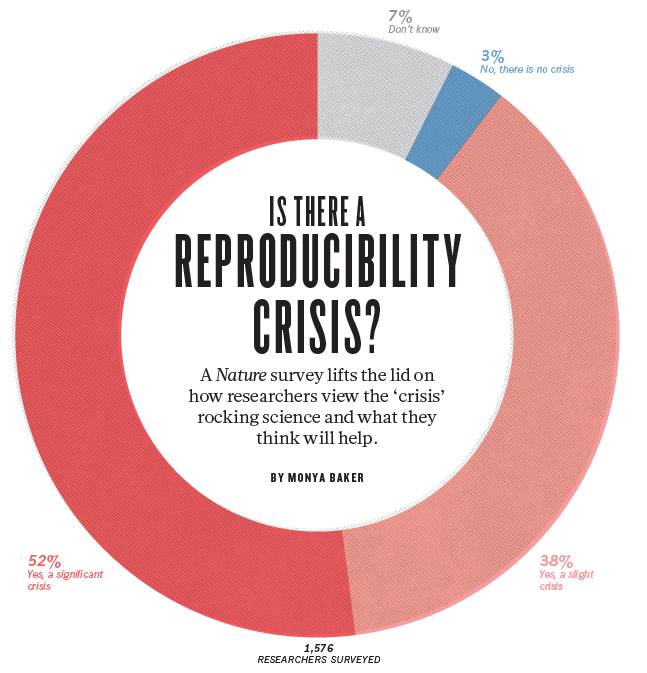 7%
Don't know
3%
No, there is no crisis
IS THERE A
REPRODUCIBILITY
CRISIS?
A Nature survey lifts the lid on
how researchers view the ‘crisis’
rocking science and what they
think will help.
BY MONYA BAKER
52%
Yes, a significant
crisis
38%
Yes, a slight
crisis
1,576
RESEARCHERS SURVEYED